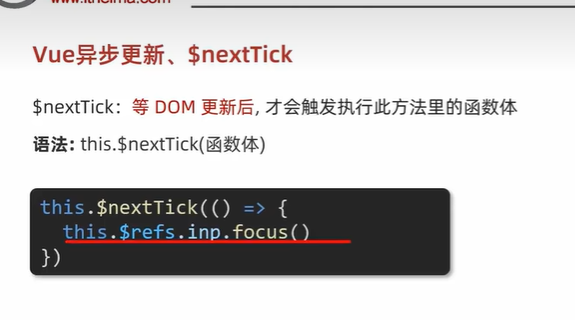 www.itheima.com
Vue异步更新、$nextTick
$nextTick：等 DOM 更新后, 才会触发执行此方法里的函数体
语法: this.$nextTick(函数体)
this.$nextTick(() => {
this.$refs.inp.focus()
})